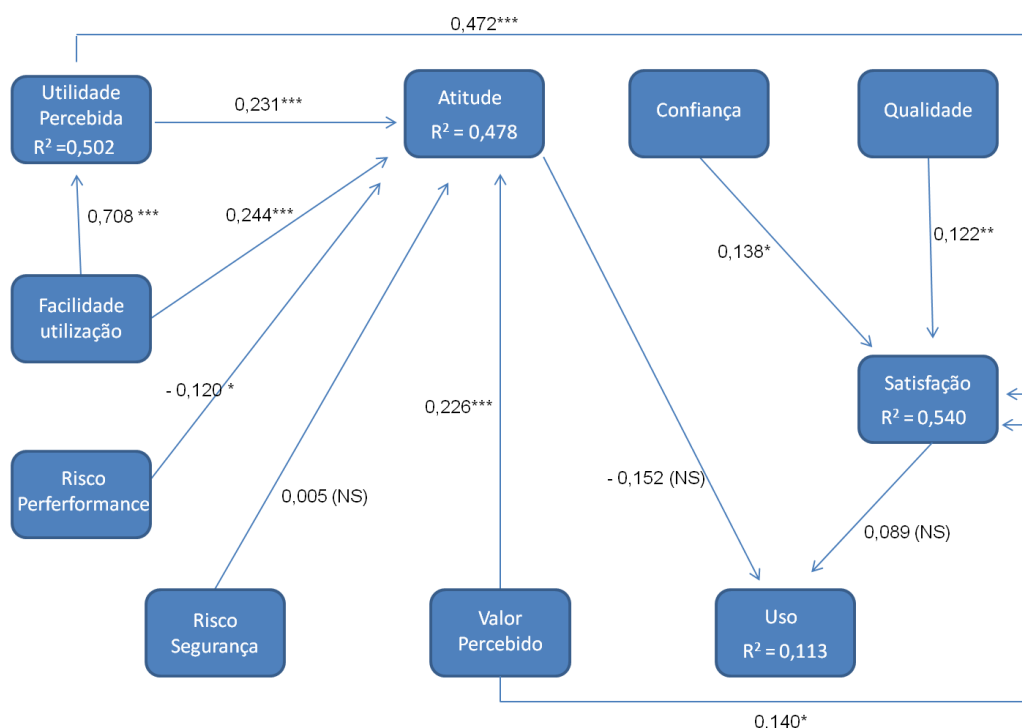 0,472***
Utilidade
Percebida
R² =0,502
0,231***
Atitude
R² = 0,478
Confiança
Qualidade
0,708 ***
0,244***
0,138*
0,122**
Facilidade
utilização
- 0,120 *
0,226***
Satisfação
R² = 0,540
Risco
Perferformance
0,005 (NS)
- 0,152 (NS)
0,089 (NS)
Risco
Segurança
Valor
Percebido
Uso
R² = 0,113
0,140*